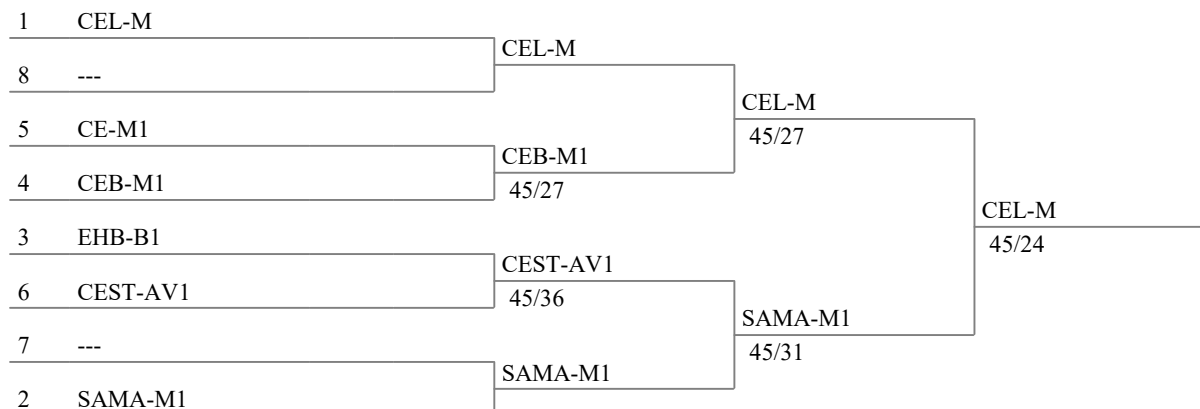 1 CEL-M
8 ---
5 CE-M1
4 CEB-M1
3 EHB-B1
6 CEST-AV1
7 ---
2 SAMA-M1
CEL-M
CEB-M1
45/27
CEST-AV1
45/36
SAMA-M1
CEL-M
45/27
SAMA-M1
45/31
CEL-M
45/24